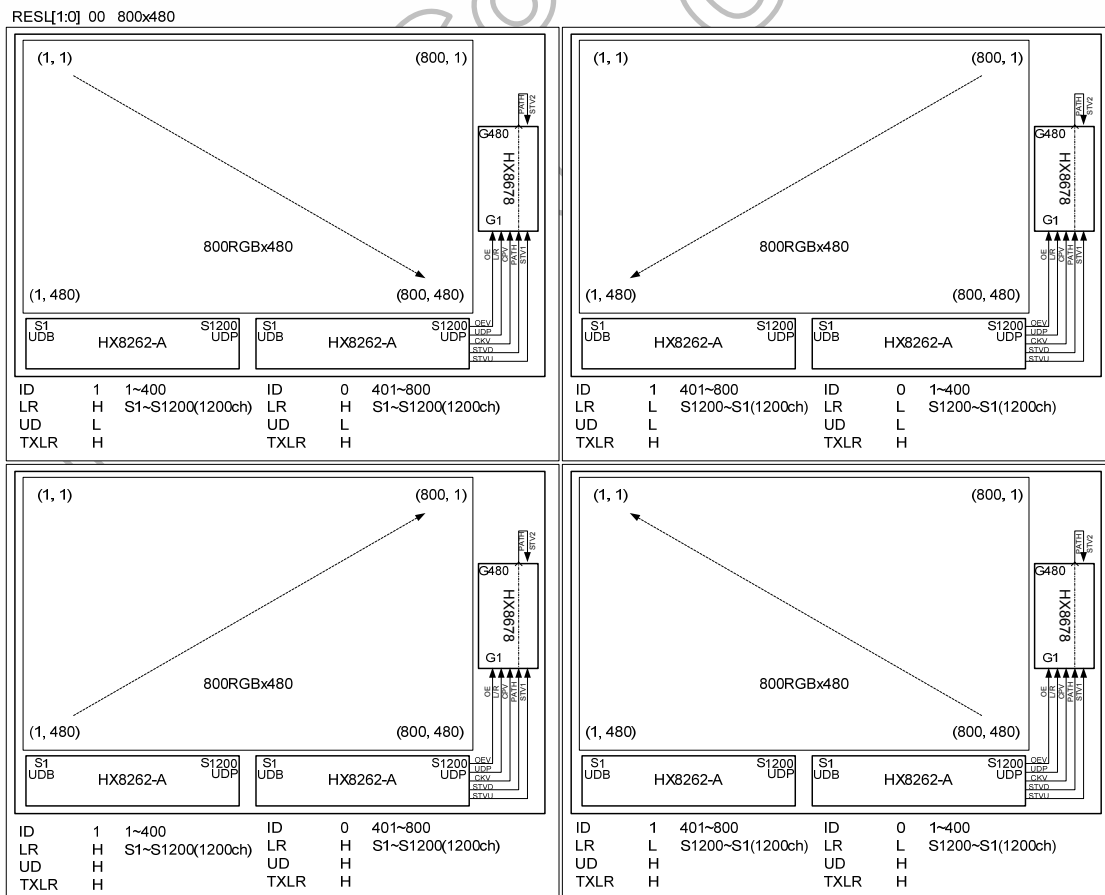 RESL[1:0] 00 800x480
(1, 1) (800, 1)
PATH
STV2
G480
HX8678
G1
800RGBx480
OE
L/R
CPV
PATH
STV1
(1, 480) (800, 480)
S1 S1200 S1 S1200 OEV
UDB UDP UDB UDP UDP
HX8262-A HX8262-A CKV
STVD
STVU
ID 1 1~400 ID 0 401~800
LR H S1~S1200(1200ch) LR H S1~S1200(1200ch)
UD L UD L
TXLR H TXLR H
(1, 1) (800, 1)
PATH
STV2
G480
HX8678
G1
800RGBx480
OE
L/R
CPV
PATH
STV1
(1, 480) (800, 480)
S1 S1200 S1 S1200 OEV
UDB UDP UDB UDP UDP
HX8262-A HX8262-A CKV
STVD
STVU
ID 1 401~800 ID 0 1~400
LR L S1200~S1(1200ch) LR L S1200~S1(1200ch)
UD L UD L
TXLR H TXLR H
(1, 1) (800, 1)
PATH
STV2
G480
HX8678
G1
800RGBx480
OE
L/R
CPV
PATH
STV1
(1, 480) (800, 480)
S1 S1200 S1 S1200 OEV
UDB UDP UDB UDP UDP
HX8262-A HX8262-A CKV
STVD
STVU
ID 1 1~400 ID 0 401~800
LR H S1~S1200(1200ch) LR H S1~S1200(1200ch)
UD H UD H
TXLR H TXLR H
(1, 1) (800, 1)
PATH
STV2
G480
HX8678
G1
800RGBx480
OE
L/R
CPV
PATH
STV1
(1, 480) (800, 480)
S1 S1200 S1 S1200 OEV
UDB UDP UDB UDP UDP
HX8262-A HX8262-A CKV
STVD
STVU
ID 1 401~800 ID 0 1~400
LR L S1200~S1(1200ch) LR L S1200~S1(1200ch)
UD H UD H
TXLR H TXLR H